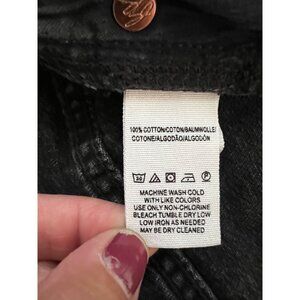 100% COTTON/COTON/BAUMWOLLE/
COTONE/ALGODÃO/ALGODÓN
MACHINE WASH COLD
WITH LIKE COLORS
USE ONLY NON-CHLORINE
BLEACH TUMBLE DRY LOW
LOW IRON AS NEEDED
MAY BE DRY CLEANED